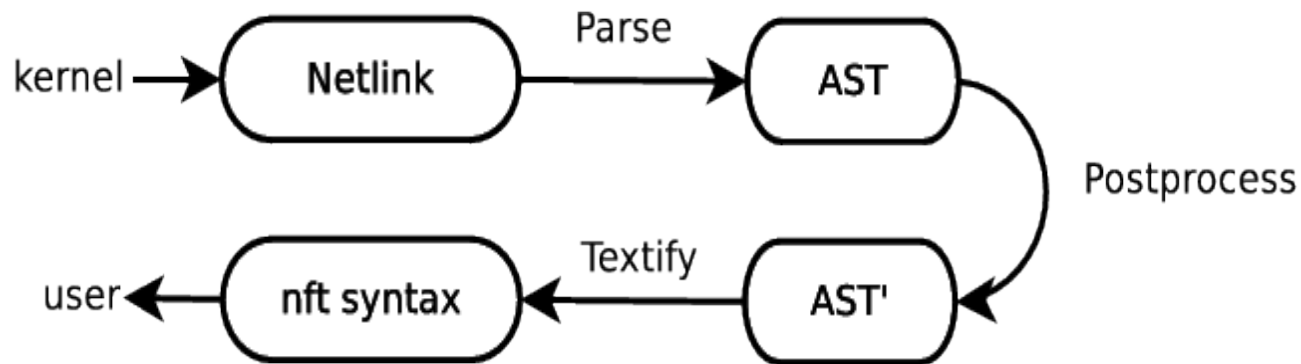 Parse
kernel
Netlink
AST
Postprocess
Textify
user
nft syntax
AST'